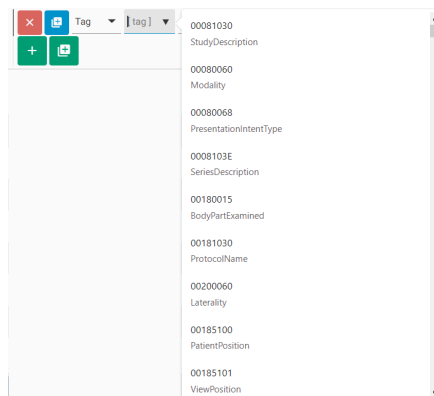 Tag [ tag ]
00081030
StudyDescription
00080060
Modality
00080068
PresentationIntentType
0008103E
SeriesDescription
00180015
BodyPartExamined
00181030
ProtocolName
00200060
Laterality
00185100
PatientPosition
00185101
ViewPosition